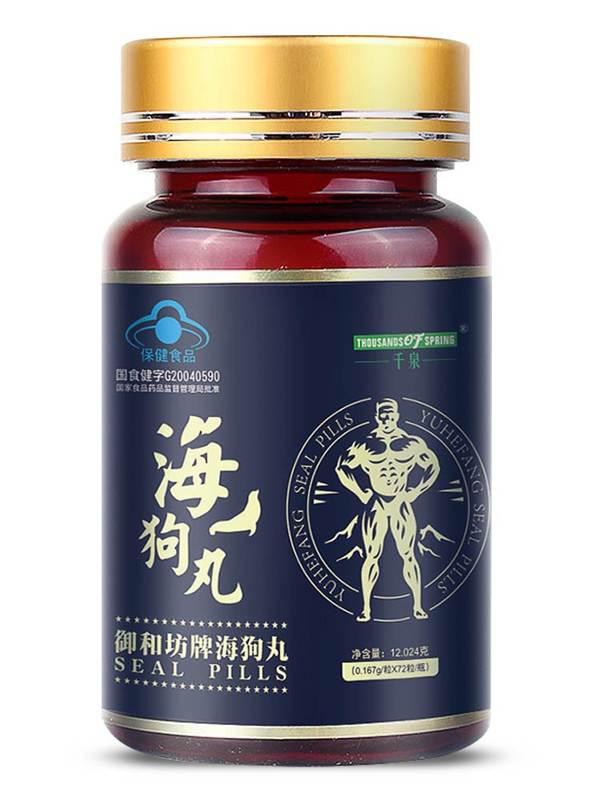 保健食品
国食健字G20040590
国家食品药品监督管理局批准
THOUSANDS OF SPRING ®
千泉
海狗丸
YUHEFANG SEAL PILLS
YUHEFANG SEAL PILLS
御和坊牌海狗丸
SEAL PILLS
净含量：12.024克
(0.167g/粒X72粒/瓶)